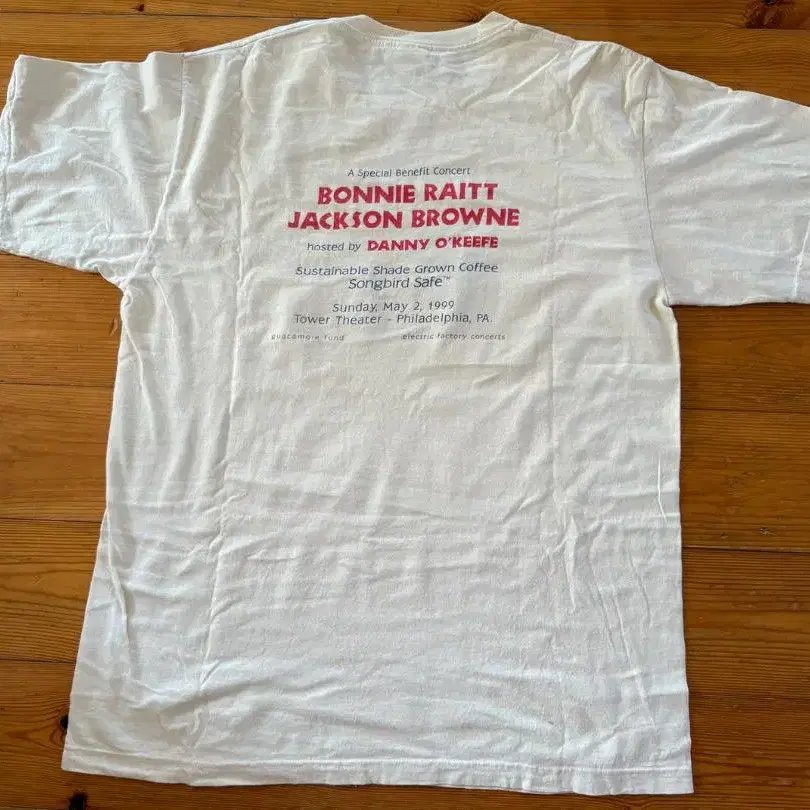 A Special Benefit Concert
BONNIE RAITT
JACKSON BROWNE
hosted by DANNY O'KEEFE
Sustainable Shade Grown Coffee
Songbird Safe™
Sunday, May 2, 1999
Tower Theater - Philadelphia, PA.
guacamole fund electric factory concerts